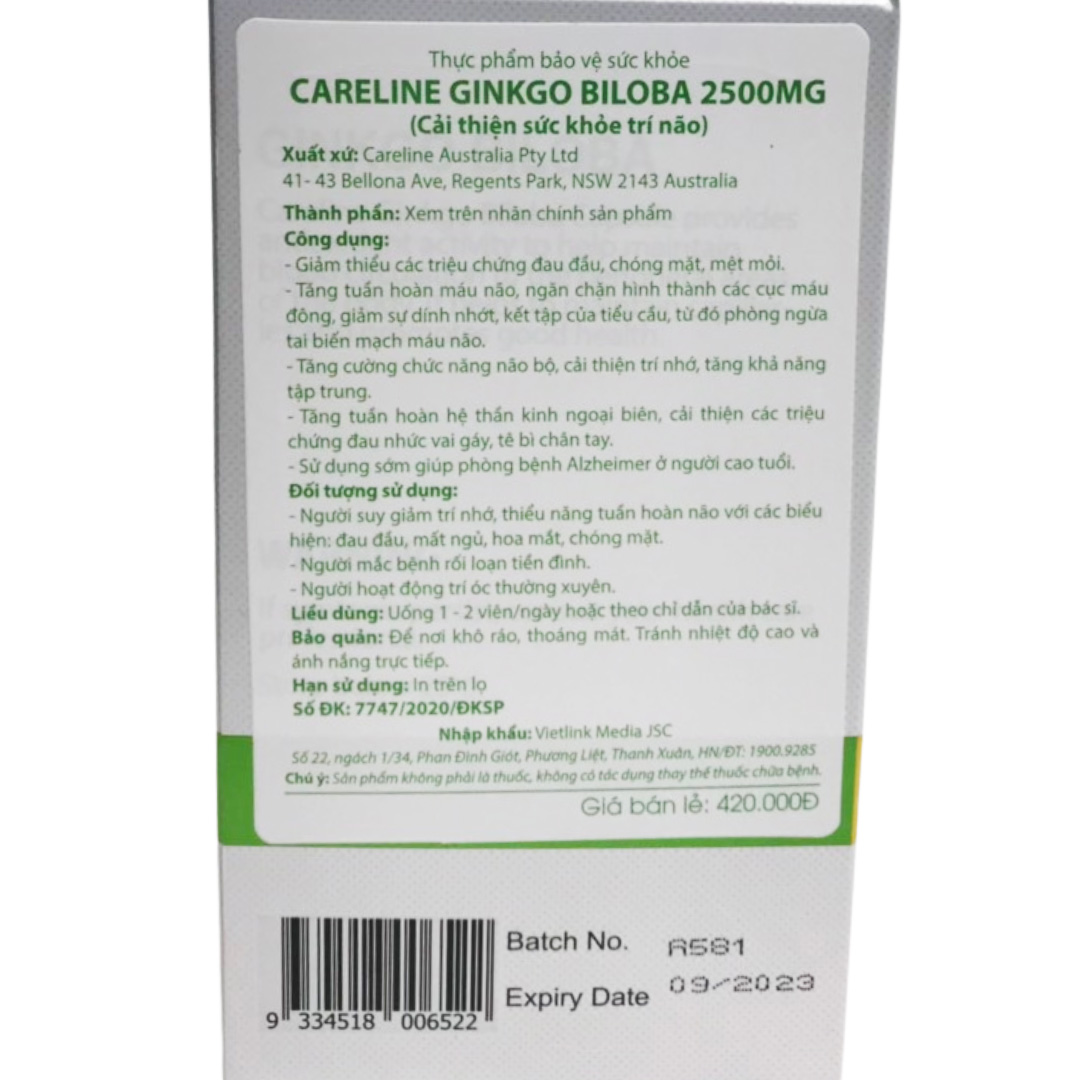 Thực phẩm bảo vệ sức khỏe
CARELINE GINKGO BILOBA 2500MG
(Cải thiện sức khỏe trí não)
Xuất xứ: Careline Australia Pty Ltd
41- 43 Bellona Ave, Regents Park, NSW 2143 Australia
Thành phần: Xem trên nhãn chính sản phẩm
Công dụng:
- Giảm thiểu các triệu chứng đau đầu, chóng mặt, mệt mỏi.
- Tăng tuần hoàn máu não, ngăn chặn hình thành các cục máu
đông, giảm sự dính nhớt, kết tập của tiểu cầu, từ đó phòng ngừa
tai biến mạch máu não.
- Tăng cường chức năng não bộ, cải thiện trí nhớ, tăng khả năng
tập trung.
- Tăng tuần hoàn hệ thần kinh ngoại biên, cải thiện các triệu
chứng đau nhức vai gáy, tê bì chân tay.
- Sử dụng sớm giúp phòng bệnh Alzheimer ở người cao tuổi.
Đối tượng sử dụng:
- Người suy giảm trí nhớ, thiểu năng tuần hoàn não với các biểu
hiện: đau đầu, mất ngủ, hoa mắt, chóng mặt.
- Người mắc bệnh rối loạn tiền đình.
- Người hoạt động trí óc thường xuyên.
Liều dùng: Uống 1 - 2 viên/ngày hoặc theo chỉ dẫn của bác sĩ.
Bảo quản: Để nơi khô ráo, thoáng mát. Tránh nhiệt độ cao và
ánh nắng trực tiếp.
Hạn sử dụng: In trên lọ
Số ĐK: 7747/2020/ĐKSP
Nhập khẩu: Vietlink Media JSC
Số 22, ngách 1/34, Phan Đình Giót, Phương Liệt, Thanh Xuân, HN/ĐT: 1900.9285
Chú ý: Sản phẩm không phải là thuốc, không có tác dụng thay thế thuốc chữa bệnh.
Giá bán lẻ: 420.000Đ
Batch No. A581
Expiry Date 09/2023
9 334518 006522